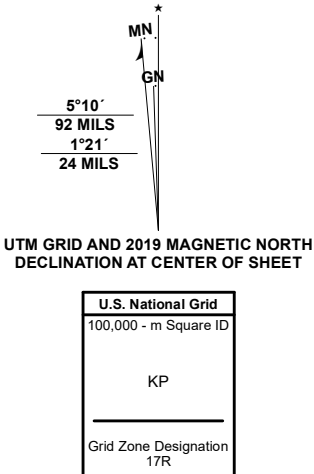 ★
MN
GN
5°10´
92 MILS
1°21´
24 MILS
UTM GRID AND 2019 MAGNETIC NORTH
DECLINATION AT CENTER OF SHEET
U.S. National Grid
100,000 - m Square ID
KP
Grid Zone Designation
17R